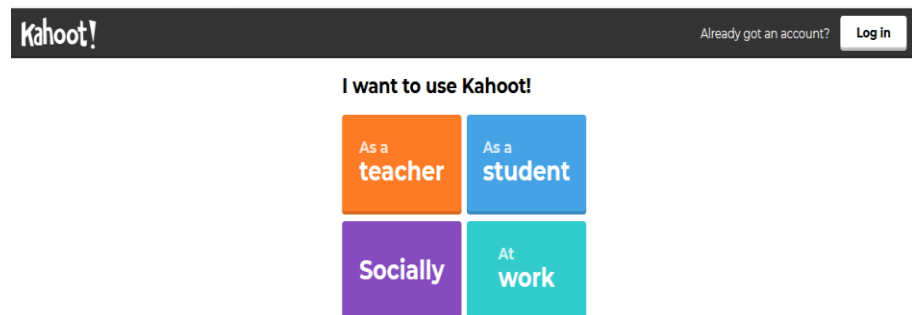 Kahoot!
Already got an account?
Log in
I want to use Kahoot!
As a
teacher
As a
student
Socially
At
work